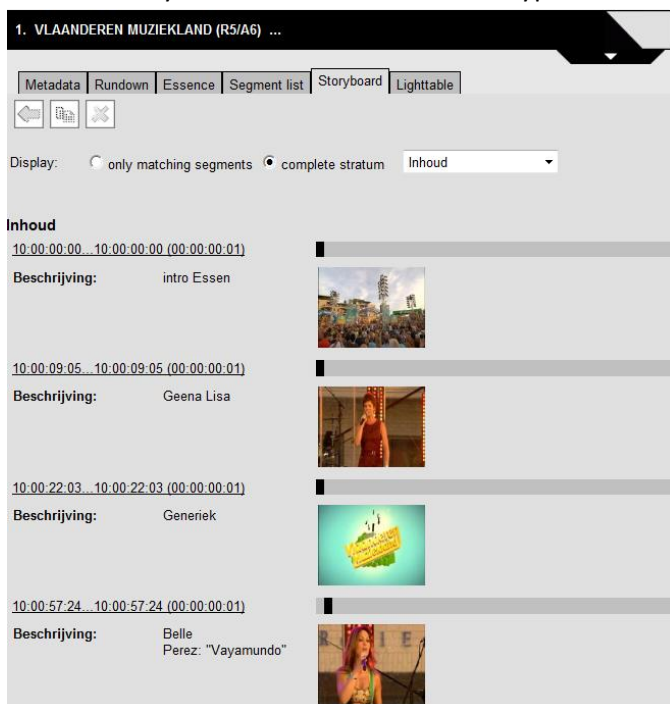 1. VLAANDEREN MUZIEKLAND (R5/A6) ...
Metadata Rundown Essence Segment list Storyboard Lighttable
Display: only matching segments complete stratum Inhoud
Inhoud
10:00:00:00...10:00:00:00 (00:00:00:01)
Beschrijving: intro Essen
10:00:09:05...10:00:09:05 (00:00:00:01)
Beschrijving: Geena Lisa
10:00:22:03...10:00:22:03 (00:00:00:01)
Beschrijving: Generiek
10:00:57:24...10:00:57:24 (00:00:00:01)
Beschrijving: Belle
Perez: "Vayamundo"